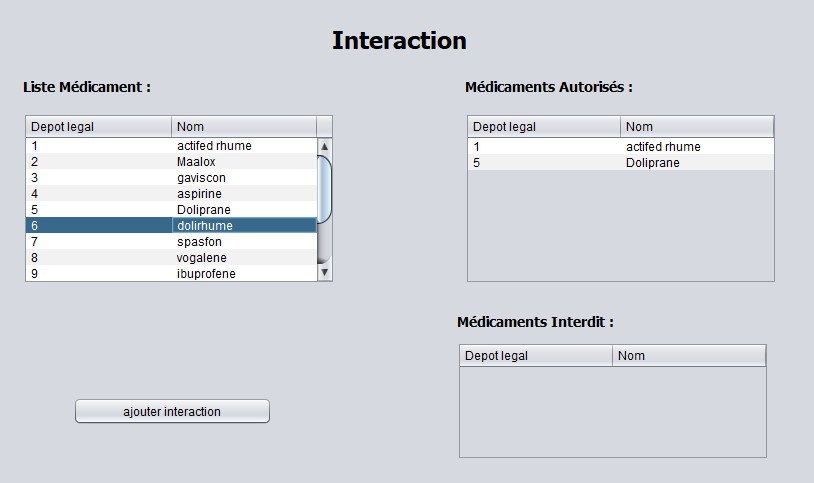 Interaction
Liste Médicament :
Depot legal Nom
1 actifed rhume
2 Maalox
3 gaviscon
4 aspirine
5 Doliprane
6 dolirhume
7 spasfon
8 vogalene
9 ibuprofene
ajouter interaction
Médicaments Autorisés :
Depot legal Nom
1 actifed rhume
5 Doliprane
Médicaments Interdit :
Depot legal Nom